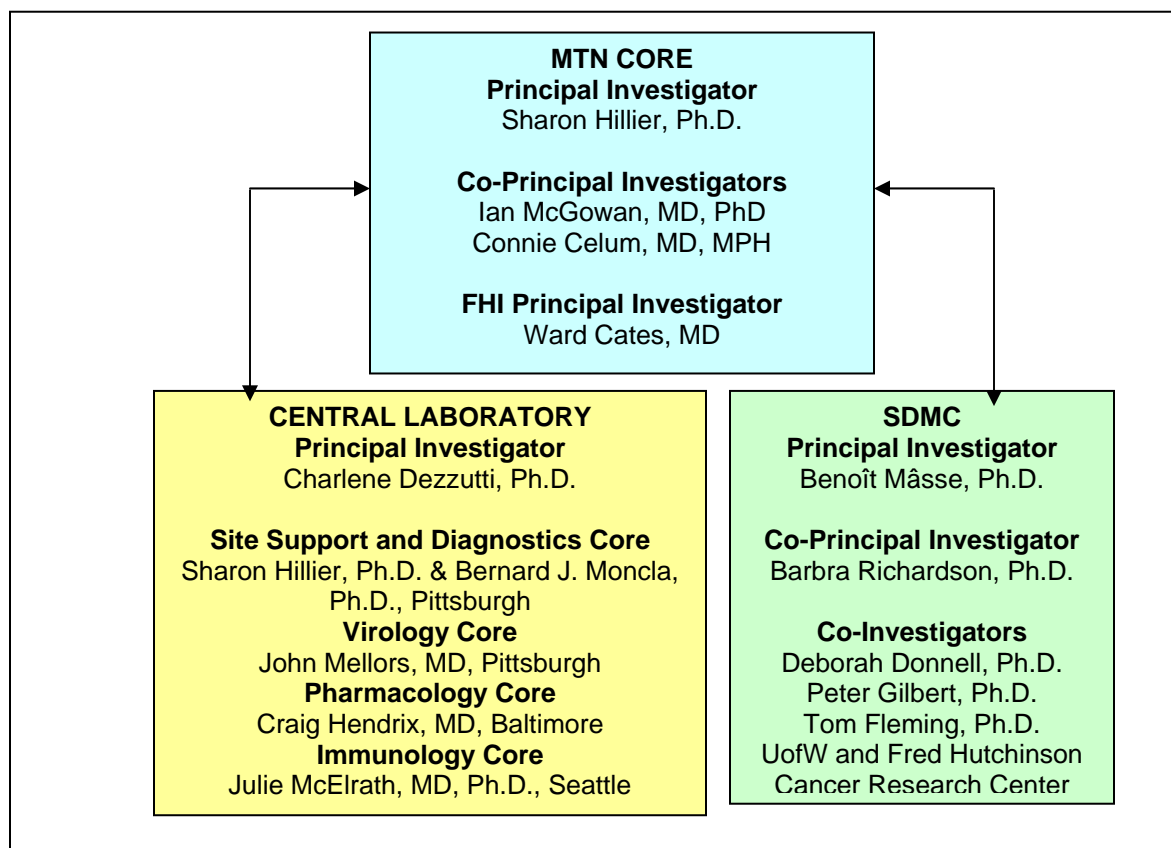 MTN CORE
Principal Investigator
Sharon Hillier, Ph.D.
Co-Principal Investigators
Ian McGowan, MD, PhD
Connie Celum, MD, MPH
FHI Principal Investigator
Ward Cates, MD
CENTRAL LABORATORY
Principal Investigator
Charlene Dezzutti, Ph.D.
Site Support and Diagnostics Core
Sharon Hillier, Ph.D. & Bernard J. Moncla,
Ph.D., Pittsburgh
Virology Core
John Mellors, MD, Pittsburgh
Pharmacology Core
Craig Hendrix, MD, Baltimore
Immunology Core
Julie McElrath, MD, Ph.D., Seattle
SDMC
Principal Investigator
Benoît Mâsse, Ph.D.
Co-Principal Investigator
Barbra Richardson, Ph.D.
Co-Investigators
Deborah Donnell, Ph.D.
Peter Gilbert, Ph.D.
Tom Fleming, Ph.D.
UofW and Fred Hutchinson
Cancer Research Center